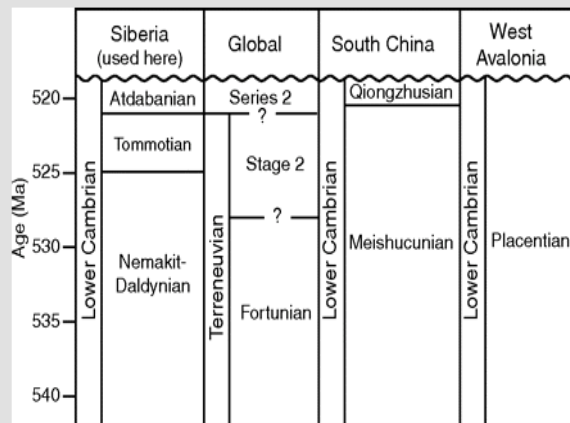 Siberia
(used here)
Global
South China
West
Avalonia
Age (Ma)
520
525
530
535
540
Lower Cambrian
Atdabanian
Tommotian
Nemakit-
Daldynian
Terreneuvian
Series 2
?
Stage 2
?
Fortunian
Lower Cambrian
Qiongzhusian
Meishucunian
Lower Cambrian
Placentian